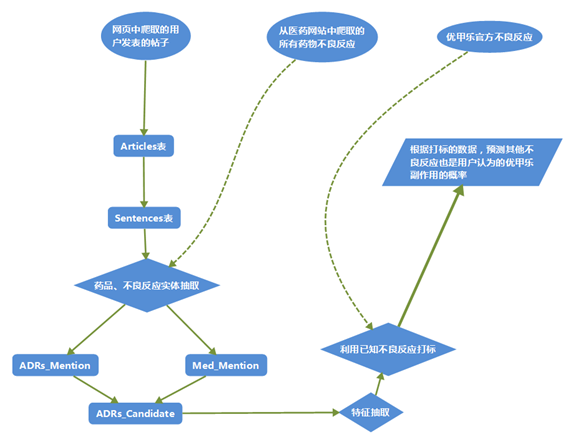 网页中爬取的用
户发表的帖子
从医药网站中爬取的
所有药物不良反应
优甲乐官方不良反应
Articles表
根据打标的数据，预测其他不
良反应也是用户认为的优甲乐
副作用的概率
Sentences表
药品、不良反应实体抽取
利用已知不良反应打标
ADRs_Mention
Med_Mention
ADRs_Candidate
特征抽取